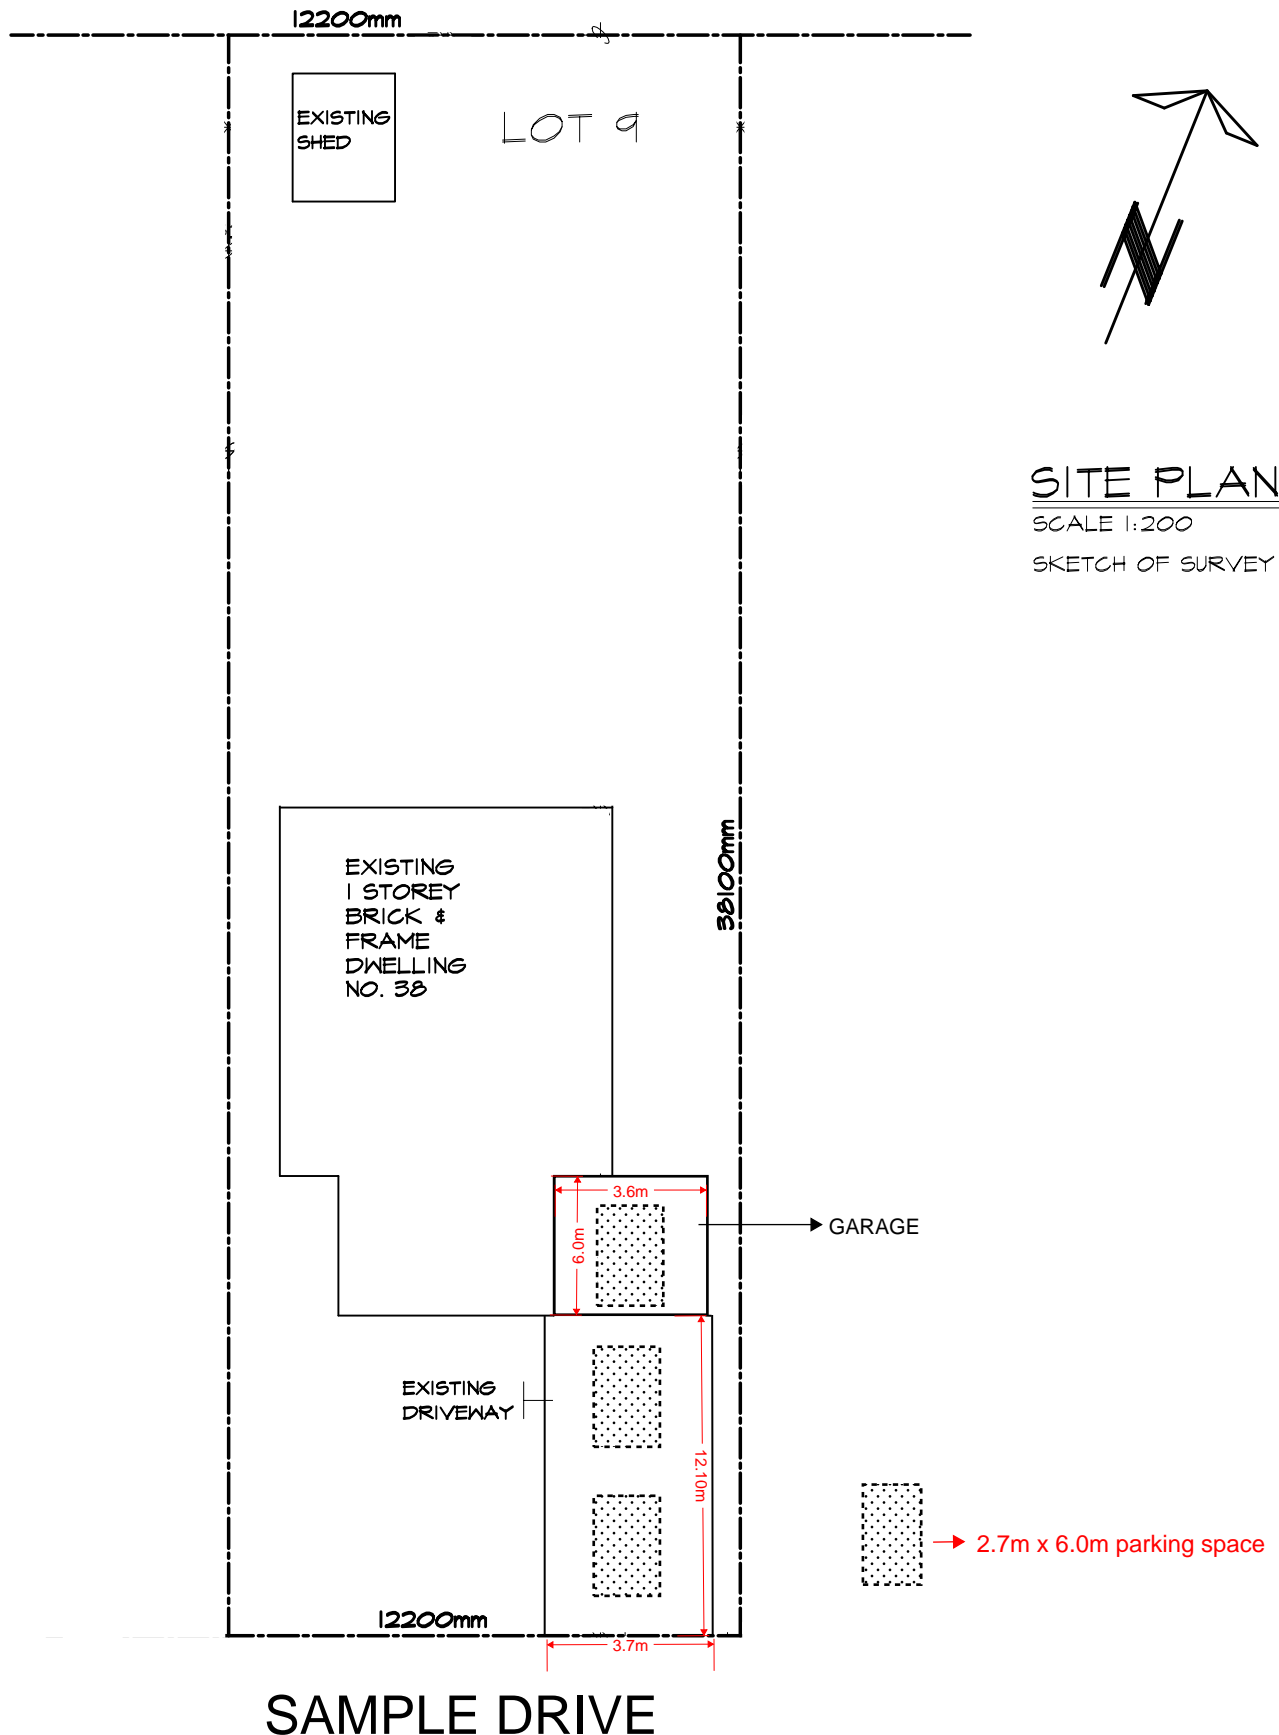 12200mm
EXISTING
SHED
LOT 9
N
SITE PLAN
SCALE 1:200
SKETCH OF SURVEY
38100mm
EXISTING
1 STOREY
BRICK &
FRAME
DWELLING
NO. 38
3.6m
6.0m
GARAGE
EXISTING
DRIVEWAY
12.10m
2.7m x 6.0m parking space
12200mm
3.7m
SAMPLE DRIVE